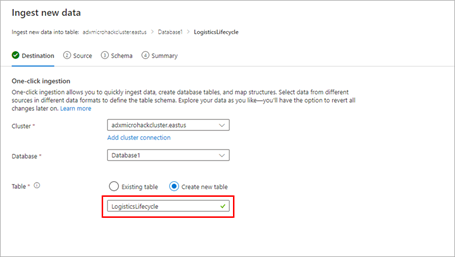 Ingest new data
Ingest new data into table: adxmicrohackcluster.eastus > Database1 > LogisticsLifecycle
Destination 2 Source 3 Schema 4 Summary
One-click ingestion
One-click ingestion allows you to quickly ingest data, create database tables, and map structures. Select data from different
sources in different data formats to define the table schema. Explore your data as you like—you'll have the option to revert all
changes later on. Learn more
Cluster * adxmicrohackcluster.eastus
Add cluster connection
Database * Database1
Table * Existing table Create new table
LogisticsLifecycle